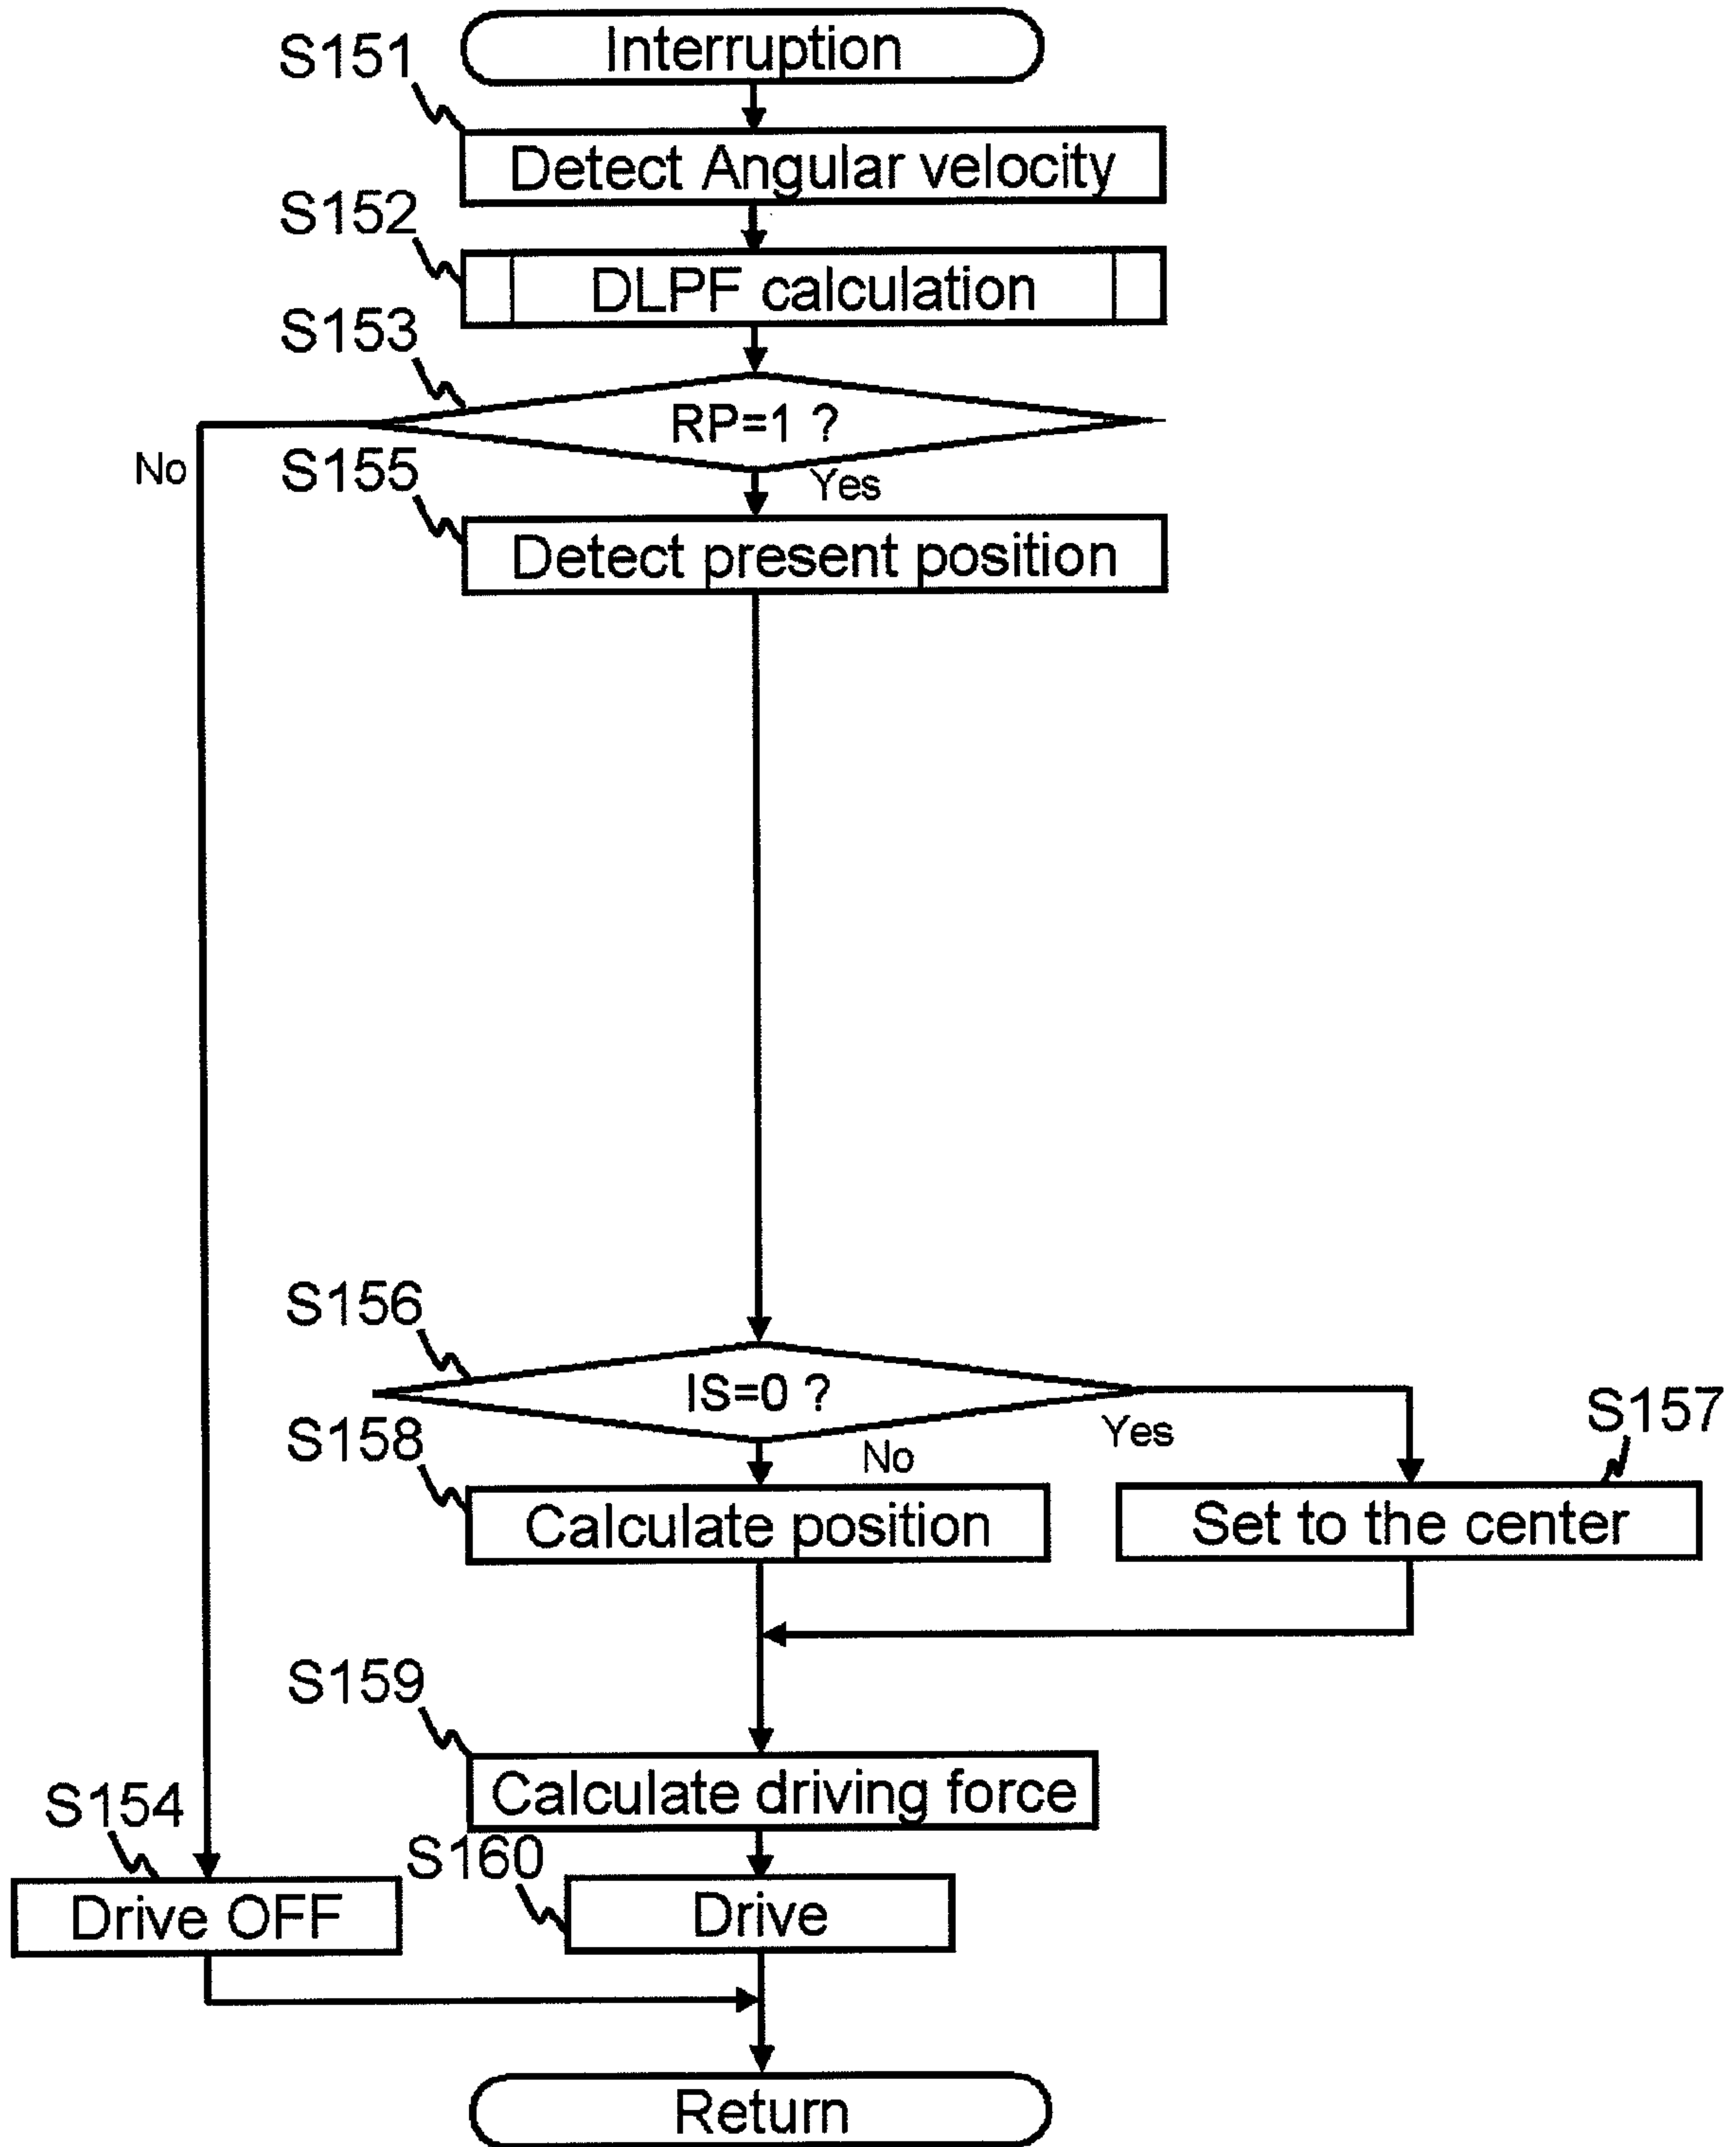 Interruption
S151
Detect Angular velocity
S152
DLPF calculation
S153
RP=1 ?
No
Yes
S155
Detect present position
S156
IS=0 ?
Yes
No
S157
S158
Calculate position
Set to the center
S159
Calculate driving force
S154
S160
Drive OFF
Drive
Return